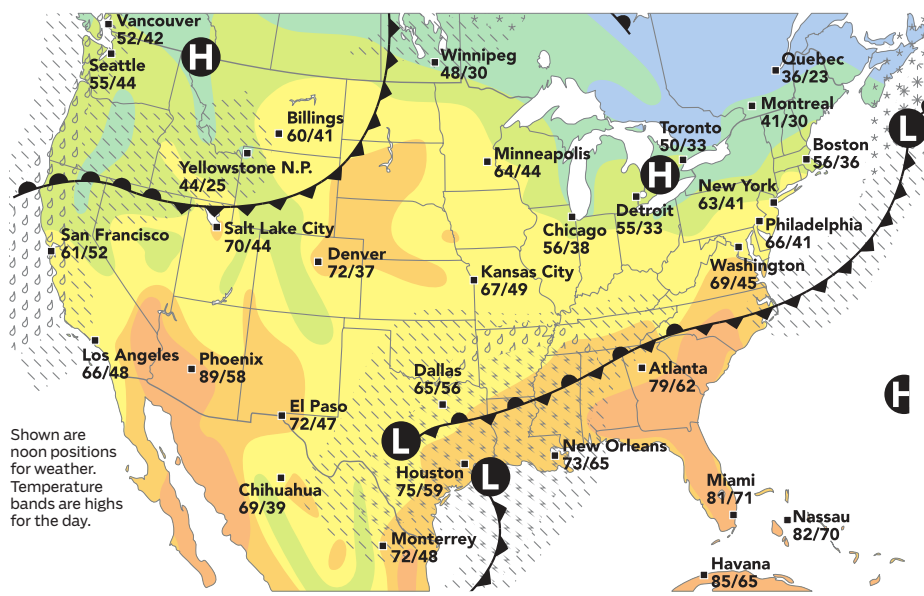 Vancouver
52/42
Seattle
55/44
H
Winnipeg
48/30
Quebec
36/23
Montreal
41/30
Billings
60/41
Toronto
50/33
L
Boston
56/36
Yellowstone N.P.
44/25
Minneapolis
64/44
H
New York
63/41
Detroit
55/33
Chicago
56/38
Philadelphia
66/41
San Francisco
61/52
Salt Lake City
70/44
Denver
72/37
Kansas City
67/49
Washington
69/45
Los Angeles
66/48
Phoenix
89/58
Dallas
65/56
Atlanta
79/62
H
El Paso
72/47
L
Shown are
noon positions
for weather.
Temperature
bands are highs
for the day.
Chihuahua
69/39
Houston
75/59
L
New Orleans
73/65
Miami
81/71
Nassau
82/70
Monterrey
72/48
Havana
85/65